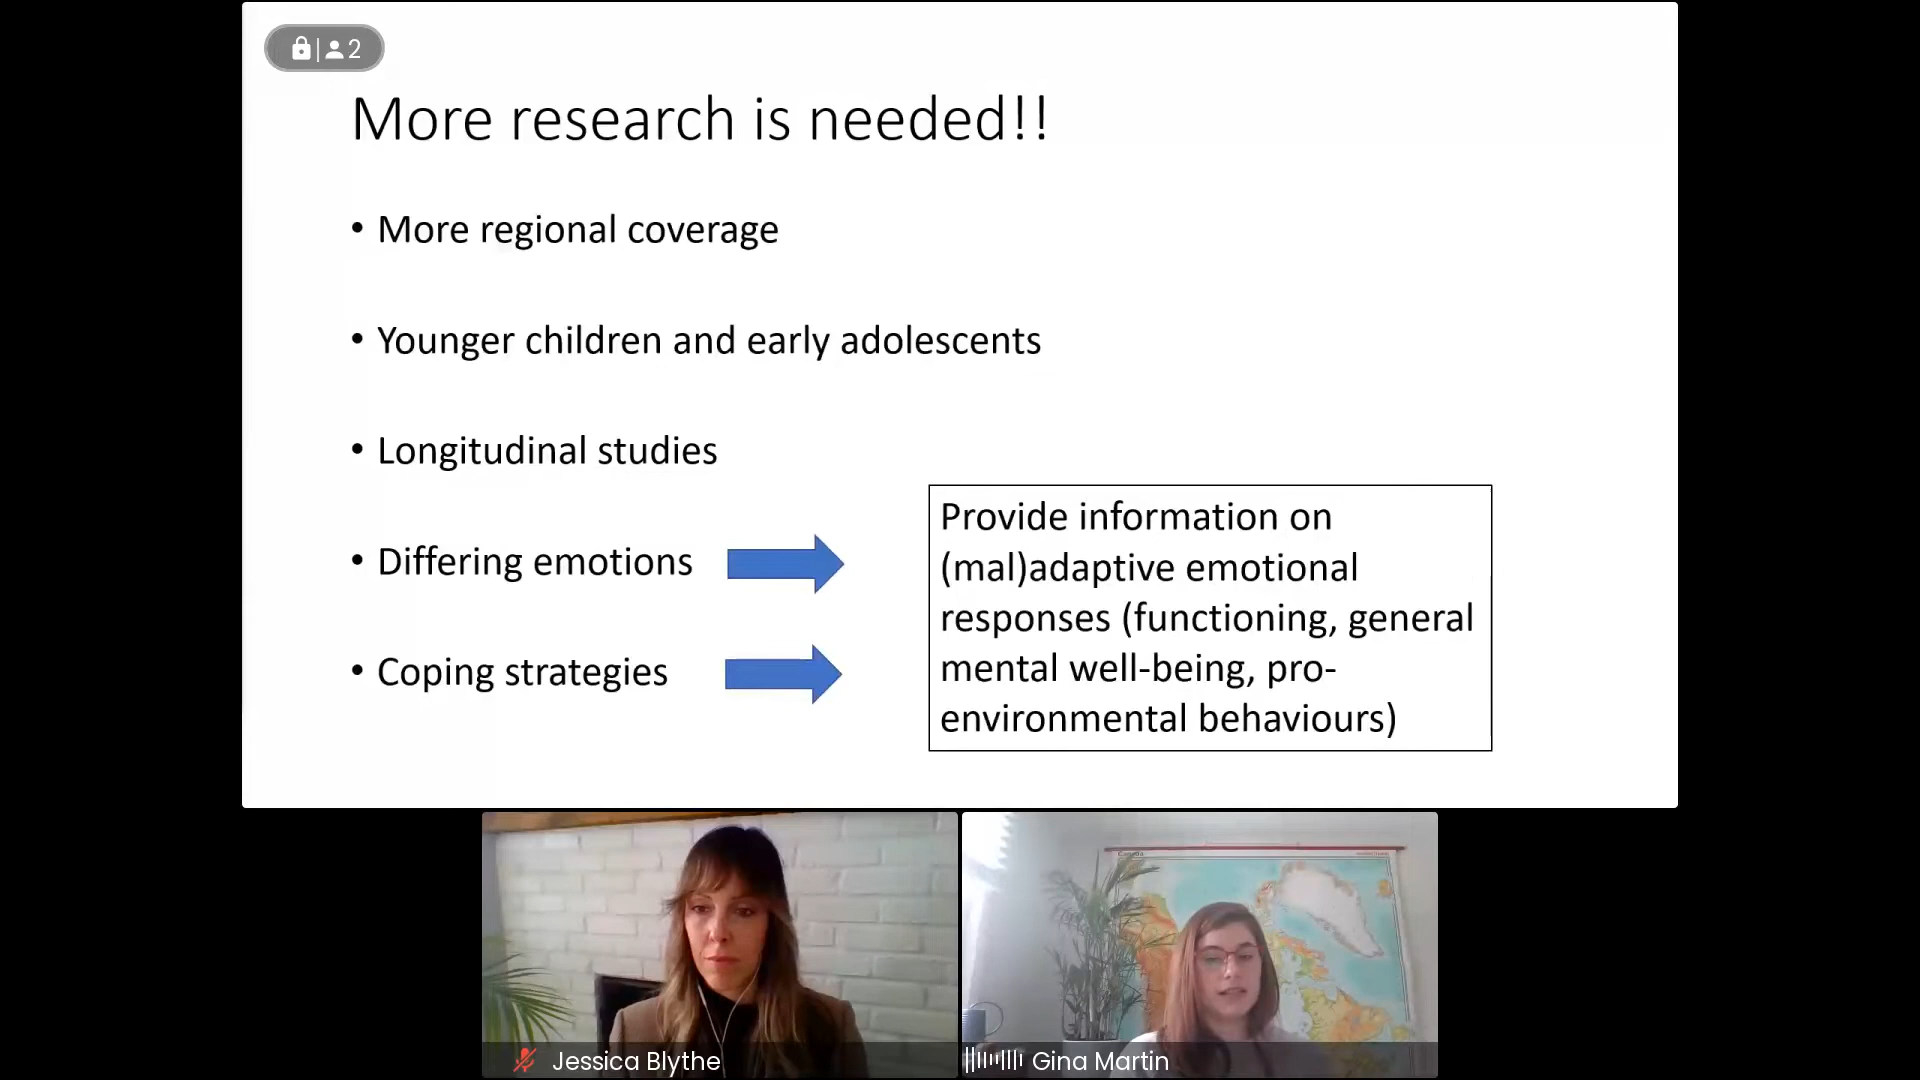 2
More research is needed!!
• More regional coverage
• Younger children and early adolescents
• Longitudinal studies
• Differing emotions
• Coping strategies
Provide information on
(mal)adaptive emotional
responses (functioning, general
mental well-being, pro-
environmental behaviours)
Canada
Jessica Blythe
Gina Martin